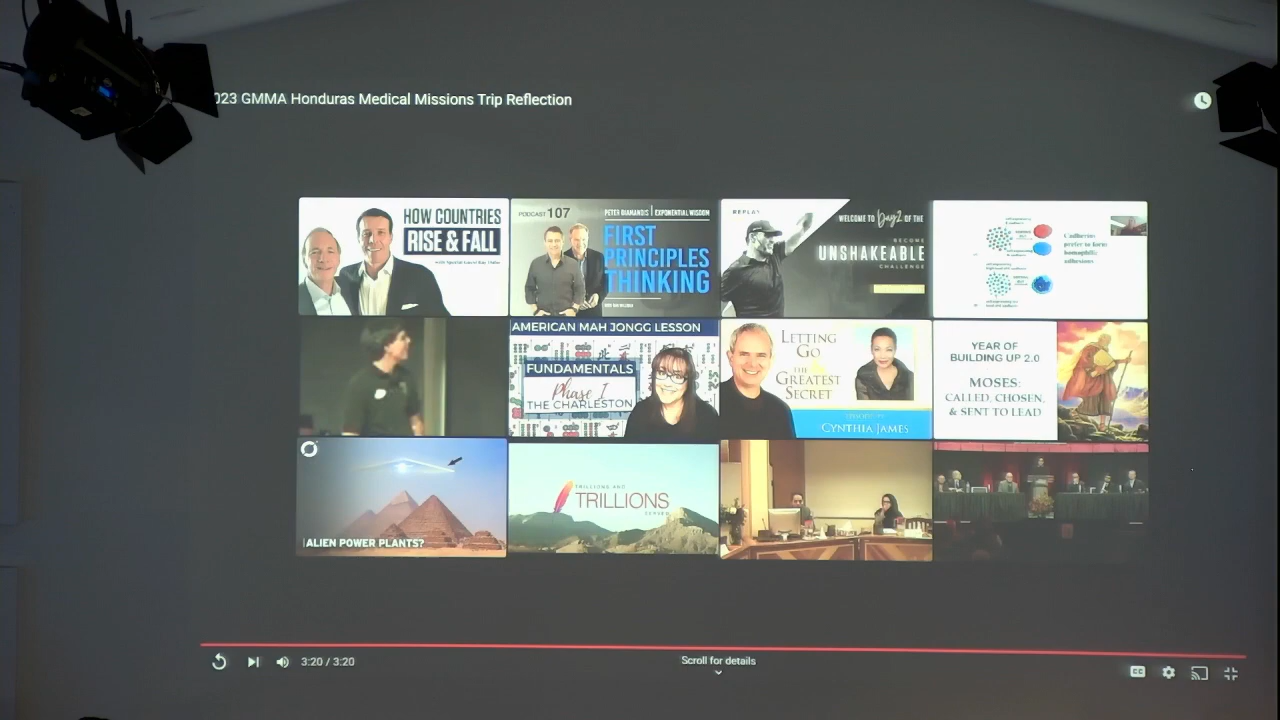 023 GMMA Honduras Medical Missions Trip Reflection
HOW COUNTRIES
RISE & FALL
PODCAST 107
PETER DIAMANDIS | EXPONENTIAL WISDOM
FIRST
PRINCIPLES
THINKING
REPLAY
WELCOME TO Day2 OF THE
BECOME
UNSHAKEABLE
CHALLENGE
Cadherins
prefer to form
homophilic
adhesions
AMERICAN MAH JONGG LESSON
FUNDAMENTALS
Phase I
THE CHARLESTON
LETTING
GO
THE
GREATEST
SECRET
CYNTHIA JAMES
YEAR OF
BUILDING UP 2.0
MOSES:
CALLED, CHOSEN,
& SENT TO LEAD
ALIEN POWER PLANTS?
TRILLIONS AND
TRILLIONS
3:20 / 3:20
Scroll for details
CC